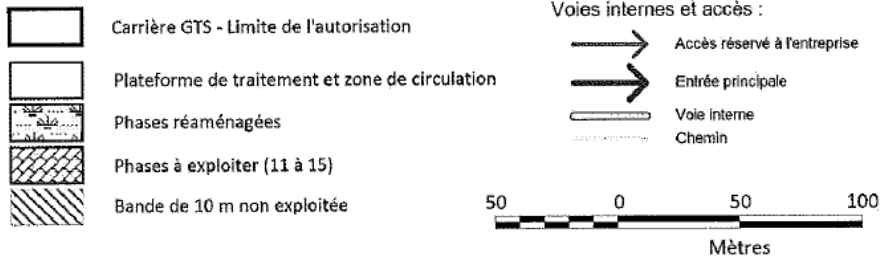 Carrière GTS - Limite de l'autorisation
Plateforme de traitement et zone de circulation
Phases réaménagées
Phases à exploiter (11 à 15)
Bande de 10 m non exploitée
Voies internes et accès :
Accès réservé à l'entreprise
Entrée principale
Voie interne
Chemin
50 0 50 100
Mètres